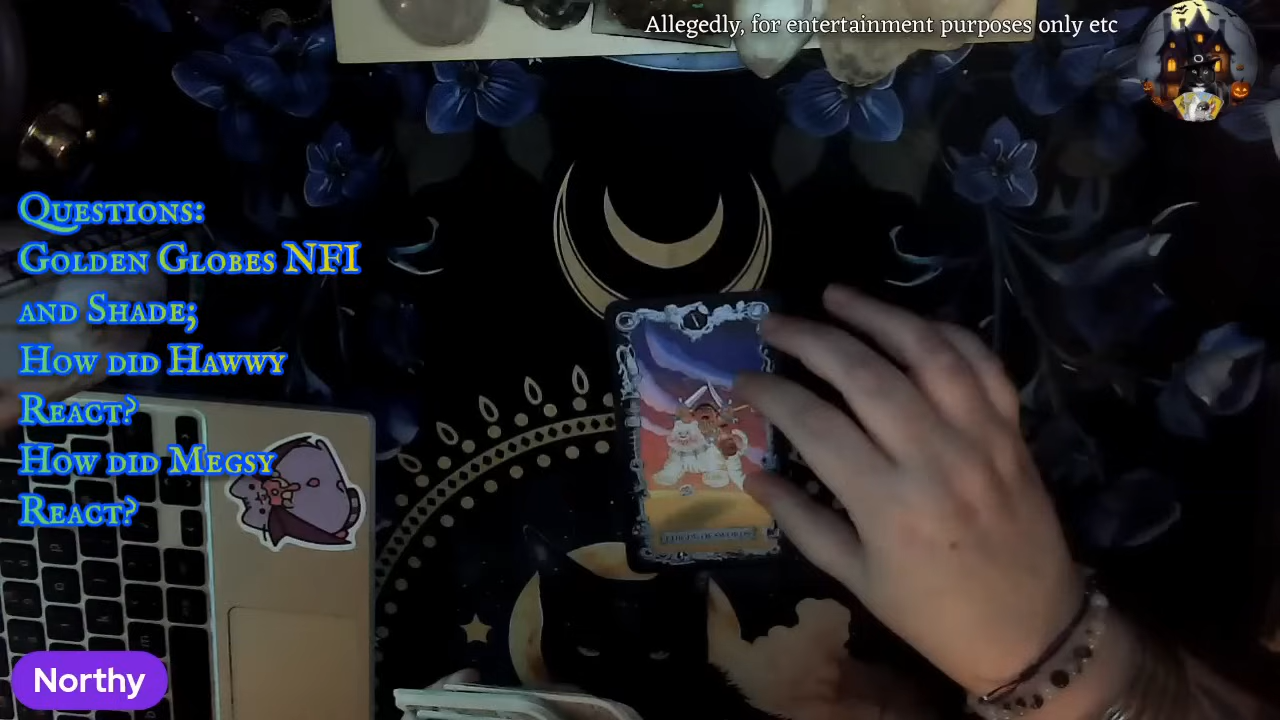 Allegedly, for entertainment purposes only etc
Questions:
Golden Globes NFI
and Shade;
How did Hawwy
React?
How did Megsy
React?
Northy